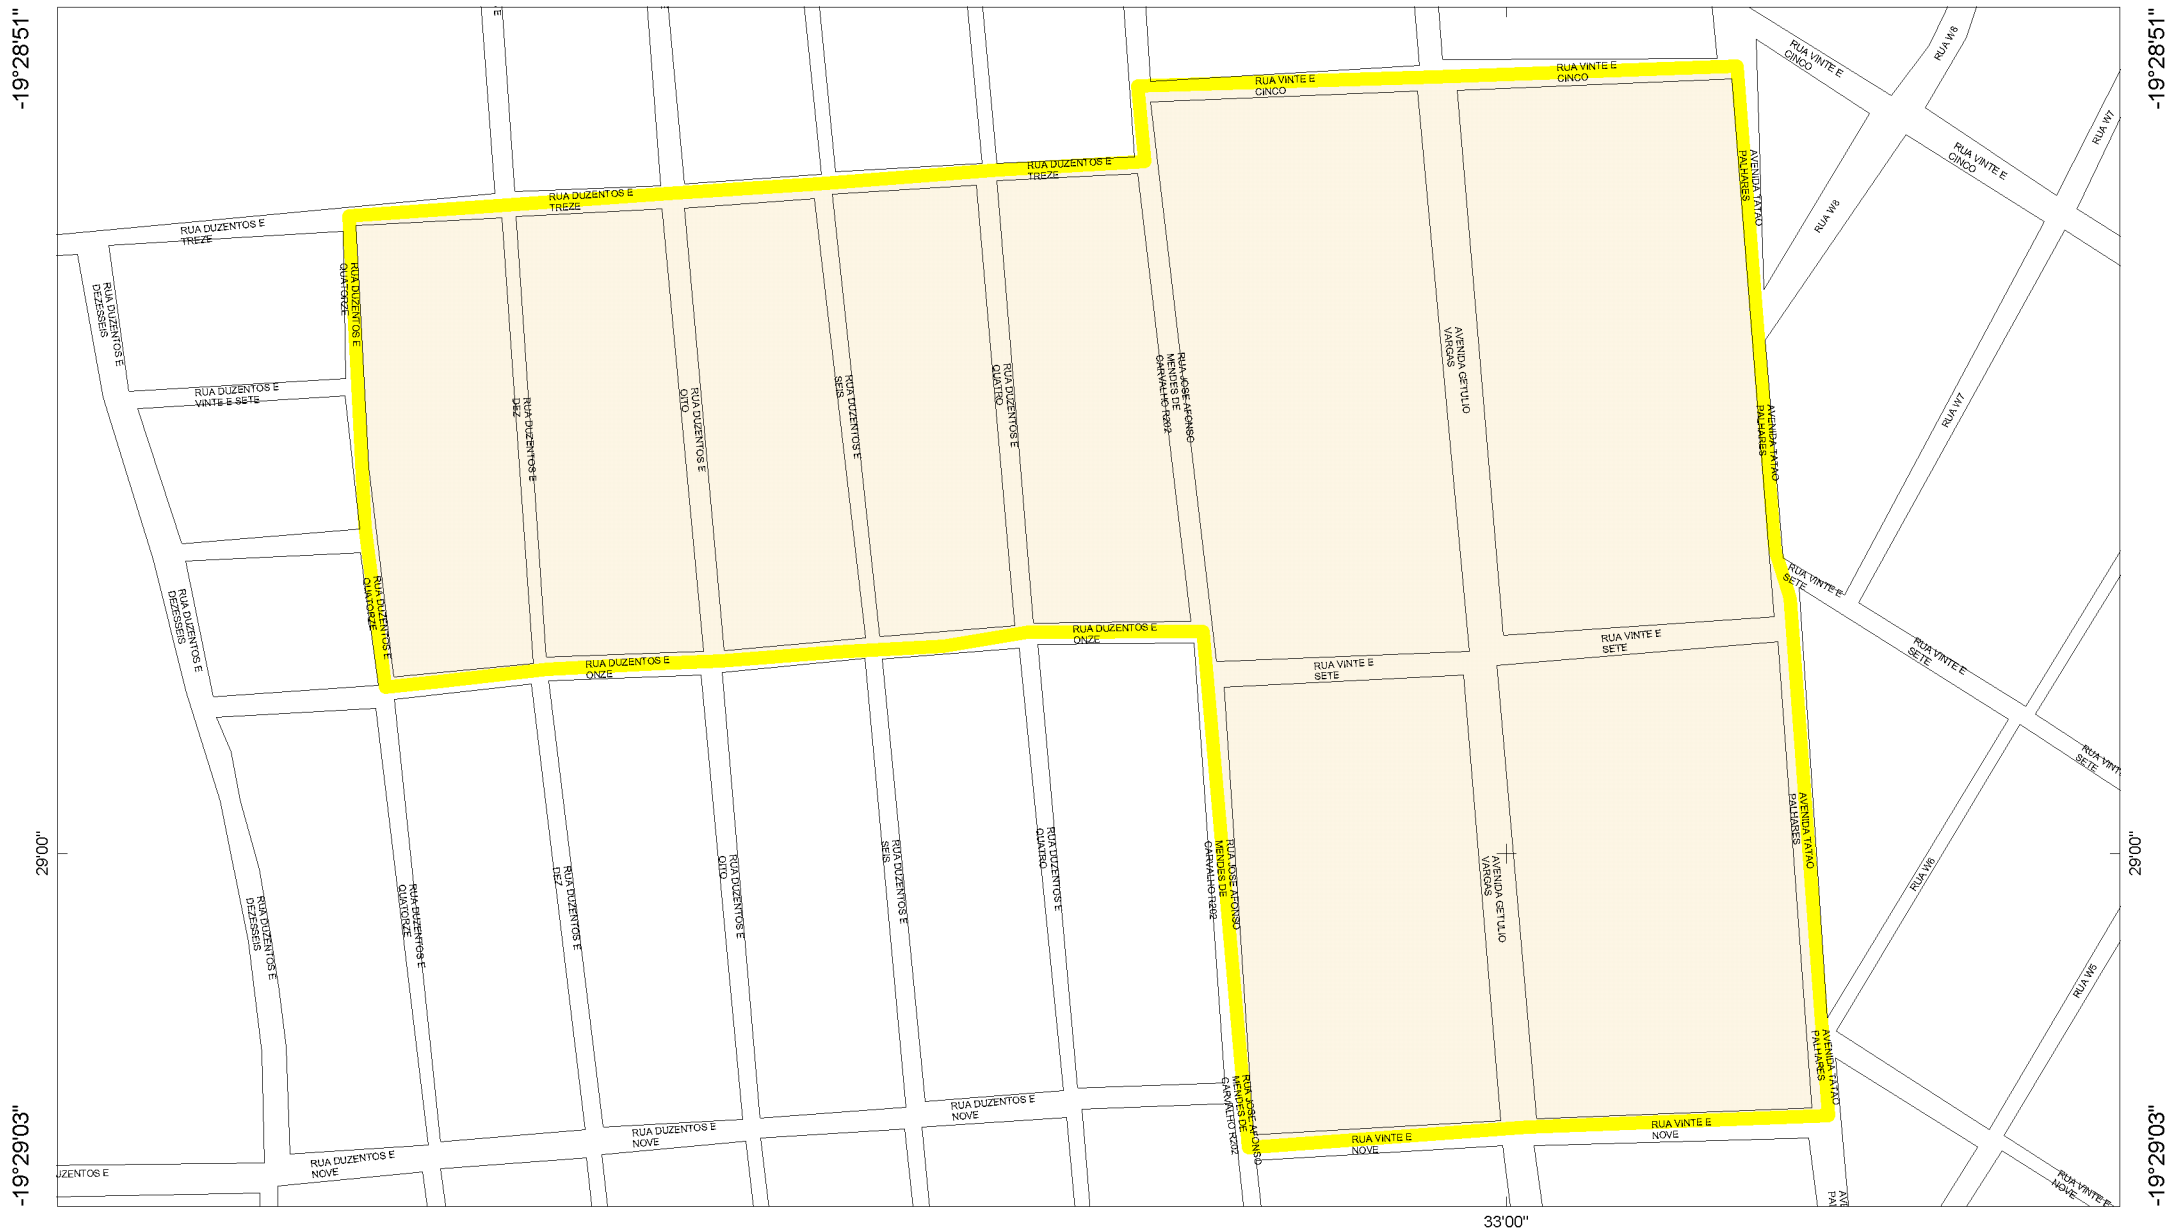 -19°28'51"
-19°28'51"
RUA VINTE E
CINCO
RUA VINTE E
CINCO
RUA VINTE E
CINCO
RUA W8
RUA W7
RUA VINTE E
CINCO
RUA DUZENTOS E
TREZE
RUA DUZENTOS E
TREZE
RUA DUZENTOS E
TREZE
AVENIDA TATAO
PALHARES
RUA W8
RUA DUZENTOS E
QUATORZE
RUA DUZENTOS E
DEZESSEIS
RUA DUZENTOS E
VINTE E SETE
RUA DUZENTOS E
DEZ
RUA DUZENTOS E
OITO
RUA DUZENTOS E
SEIS
RUA DUZENTOS E
QUATRO
RUA JOSE AFONSO
MENDES DE
CARVALHO R202
AVENIDA GETULIO
VARGAS
AVENIDA TATAO
PALHARES
RUA W7
RUA DUZENTOS E
DEZESSEIS
RUA DUZENTOS E
QUATORZE
RUA VINTE E
SETE
RUA DUZENTOS E
ONZE
RUA DUZENTOS E
ONZE
RUA VINTE E
SETE
RUA VINTE E
SETE
RUA VINTE E
SETE
RUA VINT
SETE
29'00"
29'00"
RUA DUZENTOS E
DEZESSEIS
RUA DUZENTOS E
QUATORZE
RUA DUZENTOS E
DEZ
RUA DUZENTOS E
OITO
RUA DUZENTOS E
SEIS
RUA DUZENTOS E
QUATRO
RUA JOSE AFONSO
MENDES DE
CARVALHO R202
AVENIDA GETULIO
VARGAS
AVENIDA TATAO
PALHARES
RUA W6
RUA W5
AVENIDA TATAO
PALHARES
RUA JOSE AFONSO
MENDES DE
CARVALHO R202
RUA DUZENTOS E
NOVE
RUA DUZENTOS E
NOVE
RUA DUZENTOS E
NOVE
UZENTOS E
RUA VINTE E
NOVE
RUA VINTE E
NOVE
RUA VINTE E
NOVE
AVE
PAL
-19°29'03"
-19°29'03"
33'00"